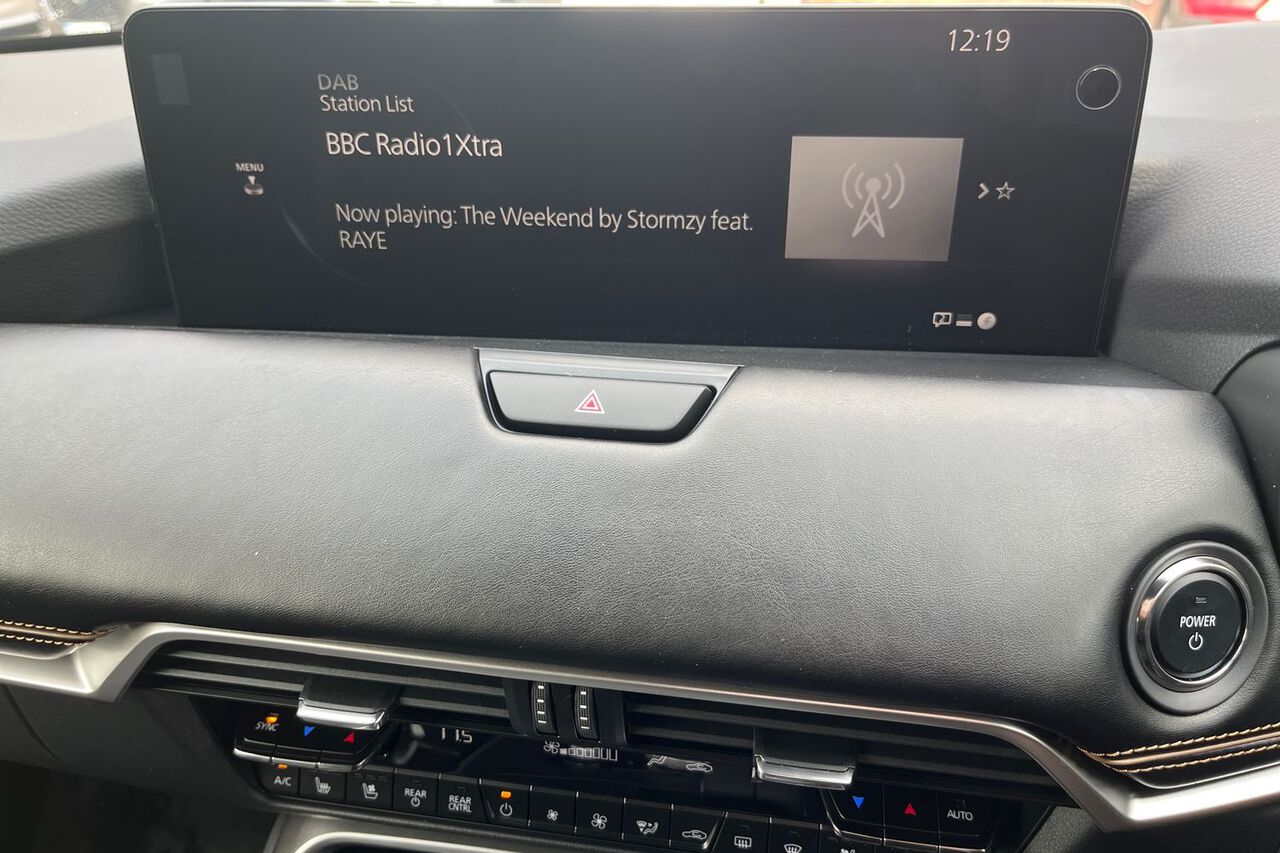 12:19
DAB
Station List
BBC Radio1Xtra
MENU
Now playing: The Weekend by Stormzy feat.
RAYE
POWER
SYNC
A/C
REAR
REAR
CNTRL
AUTO